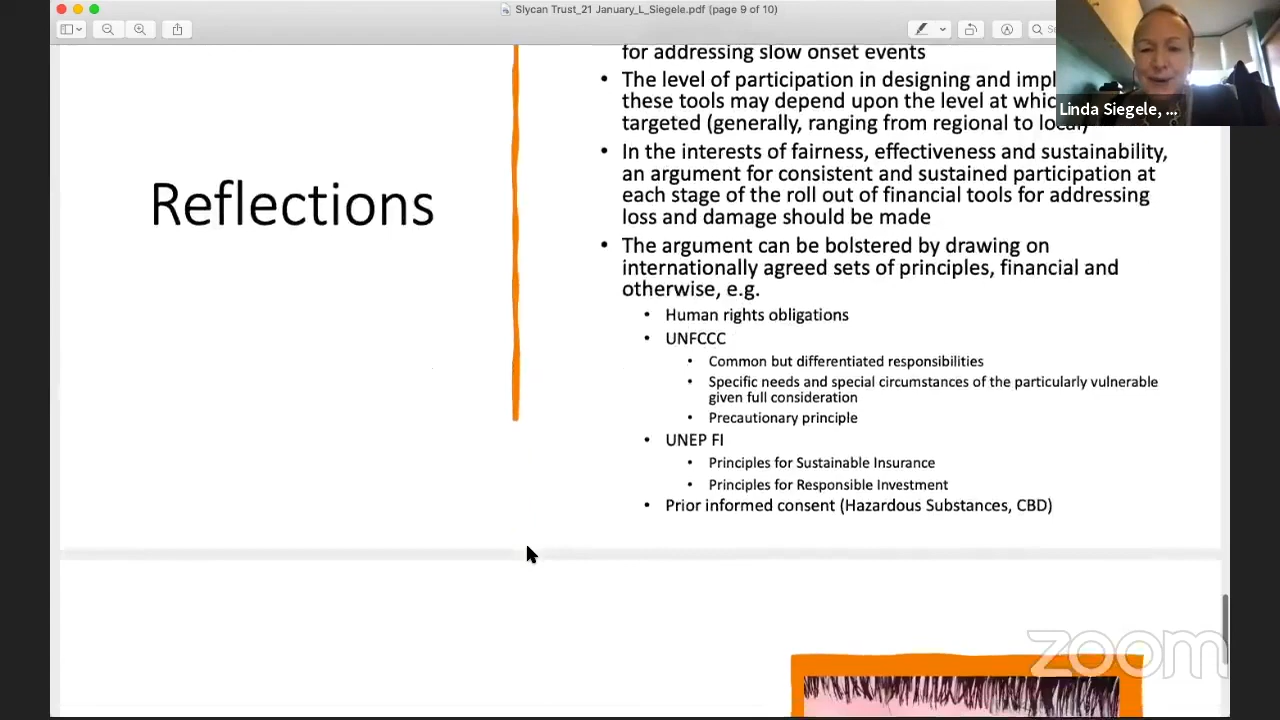 Slycan Trust_21 January_L_Siegele.pdf (page 9 of 10)
Linda Siegele, ...
Reflections
for addressing slow onset events
• The level of participation in designing and impl
these tools may depend upon the level at whic
targeted (generally, ranging from regional to local)
• In the interests of fairness, effectiveness and sustainability,
an argument for consistent and sustained participation at
each stage of the roll out of financial tools for addressing
loss and damage should be made
• The argument can be bolstered by drawing on
internationally agreed sets of principles, financial and
otherwise, e.g.
• Human rights obligations
• UNFCCC
• Common but differentiated responsibilities
• Specific needs and special circumstances of the particularly vulnerable
given full consideration
• Precautionary principle
• UNEP FI
• Principles for Sustainable Insurance
• Principles for Responsible Investment
• Prior informed consent (Hazardous Substances, CBD)
zoom